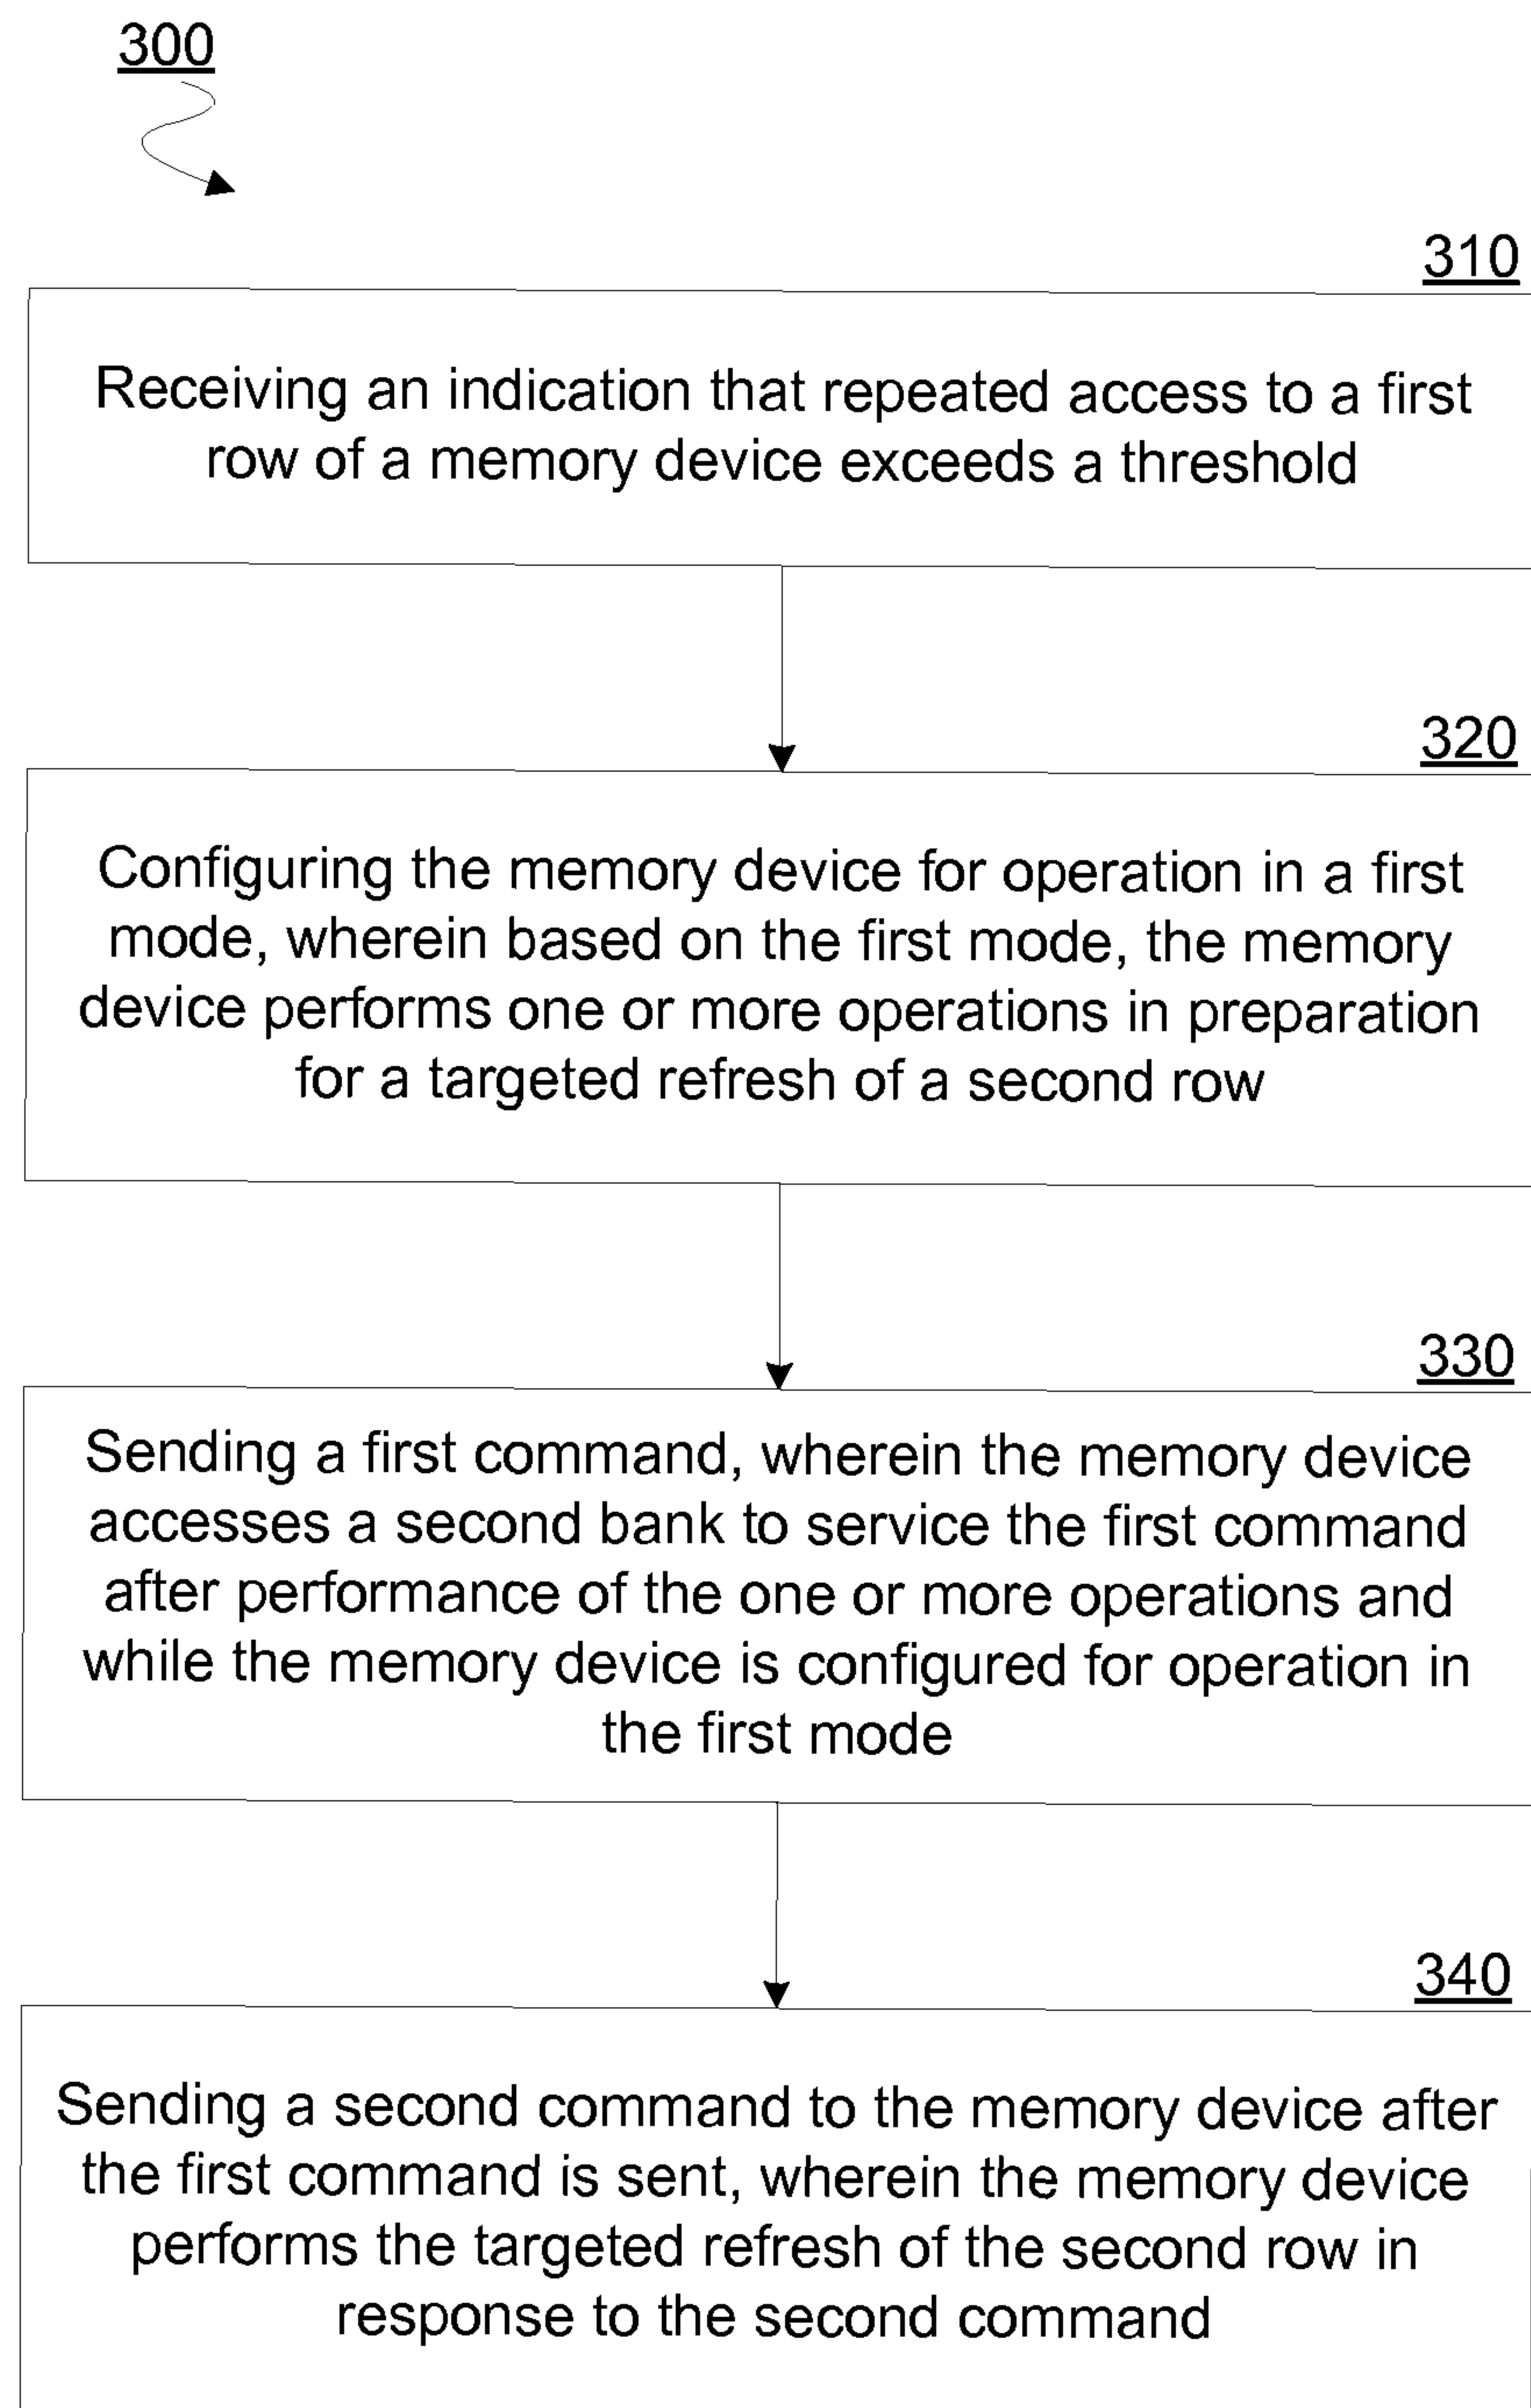 300
310
Receiving an indication that repeated access to a first
row of a memory device exceeds a threshold
320
Configuring the memory device for operation in a first
mode, wherein based on the first mode, the memory
device performs one or more operations in preparation
for a targeted refresh of a second row
330
Sending a first command, wherein the memory device
accesses a second bank to service the first command
after performance of the one or more operations and
while the memory device is configured for operation in
the first mode
340
Sending a second command to the memory device after
the first command is sent, wherein the memory device
performs the targeted refresh of the second row in
response to the second command